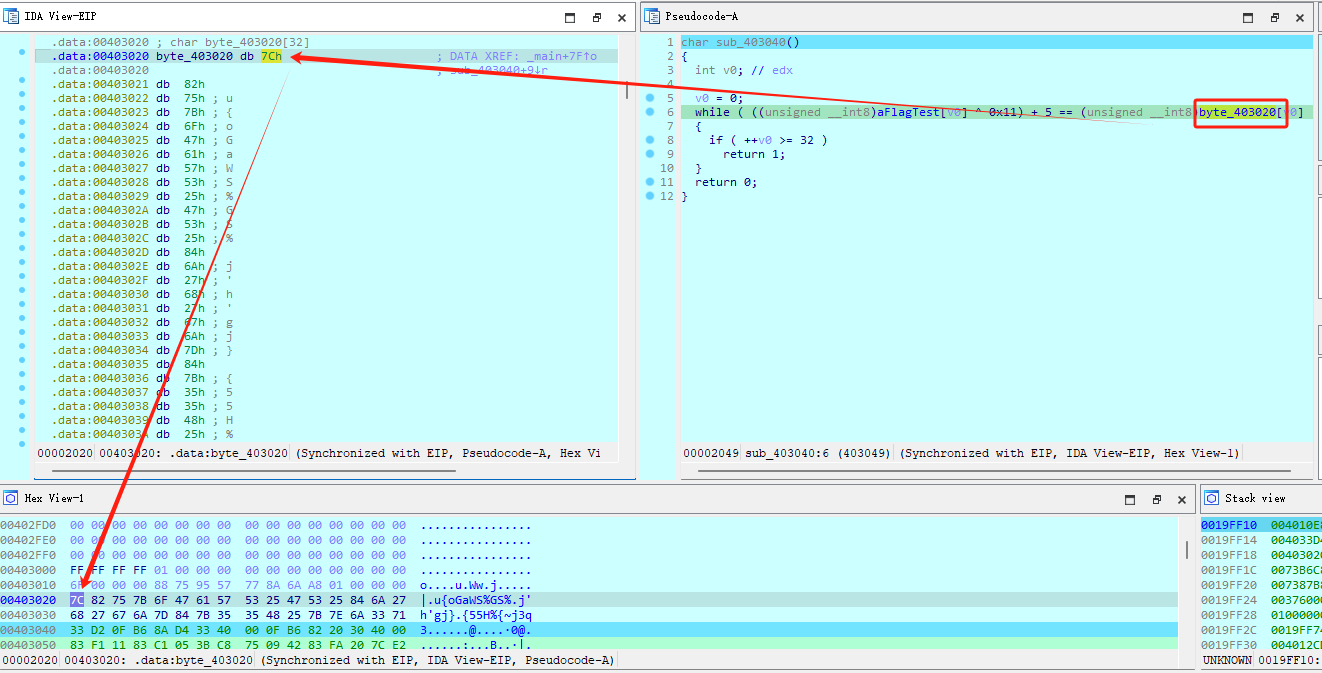 IDA View-EIP
.data:00403020 ; char byte_403020[32]
.data:00403020 byte_403020 db 7Ch ; DATA XREF: _main+7F↑o
.data:00403020 ; sub_403040+9↓r
.data:00403021 db 82h
.data:00403022 db 75h ; u
.data:00403023 db 7Bh ; {
.data:00403024 db 6Fh ; o
.data:00403025 db 47h ; G
.data:00403026 db 61h ; a
.data:00403027 db 57h ; W
.data:00403028 db 53h ; S
.data:00403029 db 25h ; %
.data:0040302A db 47h ; G
.data:0040302B db 53h ; S
.data:0040302C db 25h ; %
.data:0040302D db 84h
.data:0040302E db 6Ah ; j
.data:0040302F db 27h ; '
.data:00403030 db 68h ; h
.data:00403031 db 27h ; '
.data:00403032 db 67h ; g
.data:00403033 db 6Ah ; j
.data:00403034 db 7Dh ; }
.data:00403035 db 84h
.data:00403036 db 7Bh ; {
.data:00403037 db 35h ; 5
.data:00403038 db 35h ; 5
.data:00403039 db 48h ; H
.data:0040303A db 25h ; %
00002020 00403020: .data:byte_403020 (Synchronized with EIP, Pseudocode-A, Hex Vi
Pseudocode-A
1 char sub_403040()
2 {
3 int v0; // edx
4
5 v0 = 0;
6 while ( ((unsigned __int8)aFlagTest[v0] ^ 0x11) + 5 == (unsigned __int8)byte_403020[v0]
7 {
8 if ( ++v0 >= 32 )
9 return 1;
10 }
11 return 0;
12 }
00002049 sub_403040:6 (403049) (Synchronized with EIP, IDA View-EIP, Hex View-1)
Hex View-1
00402FD0 00 00 00 00 00 00 00 00 00 00 00 00 00 00 00 00 ................
00402FE0 00 00 00 00 00 00 00 00 00 00 00 00 00 00 00 00 ................
00402FF0 00 00 00 00 00 00 00 00 00 00 00 00 00 00 00 00 ................
00403000 FF FF FF FF 01 00 00 00 00 00 00 00 00 00 00 00 ................
00403010 6F 00 00 00 88 75 95 57 77 8A 6A A8 01 00 00 00 o....u.Ww.j.....
00403020 7C 82 75 7B 6F 47 61 57 53 25 47 53 25 84 6A 27 |.u{oGaWS%GS%.j'
00403030 68 27 67 6A 7D 84 7B 35 35 48 25 7B 7E 6A 33 71 h'gj}.{55H%{~j3q
00403040 33 D2 0F B6 8A D4 33 40 00 0F B6 82 20 30 40 00 3......@....·0@.
00403050 83 F1 11 83 C1 05 3B C8 75 09 42 83 FA 20 7C E2 ......;...B..·|.
00002020 00403020: .data:byte_403020 (Synchronized with EIP, IDA View-EIP, Pseudocode-A)
Stack view
0019FF10 004010E8
0019FF14 004033D4
0019FF18 00403020
0019FF1C 0073B6C8
0019FF20 007387B8
0019FF24 00376000
0019FF28 01000000
0019FF2C 0019FF74
0019FF30 004012CD
UNKNOWN 0019FF10: